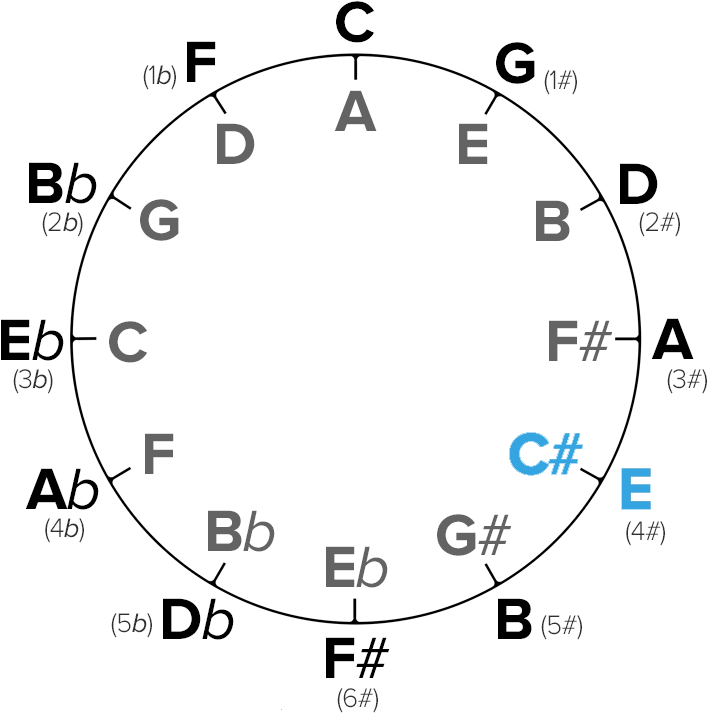 C
F (1b)
G (1#)
A
D
E
Bb
(2b)
G
B
D
(2#)
Eb
(3b)
C
F#
A
(3#)
F
C#
Ab
(4b)
E
(4#)
Bb
Eb
G#
(5b) Db
B (5#)
F#
(6#)